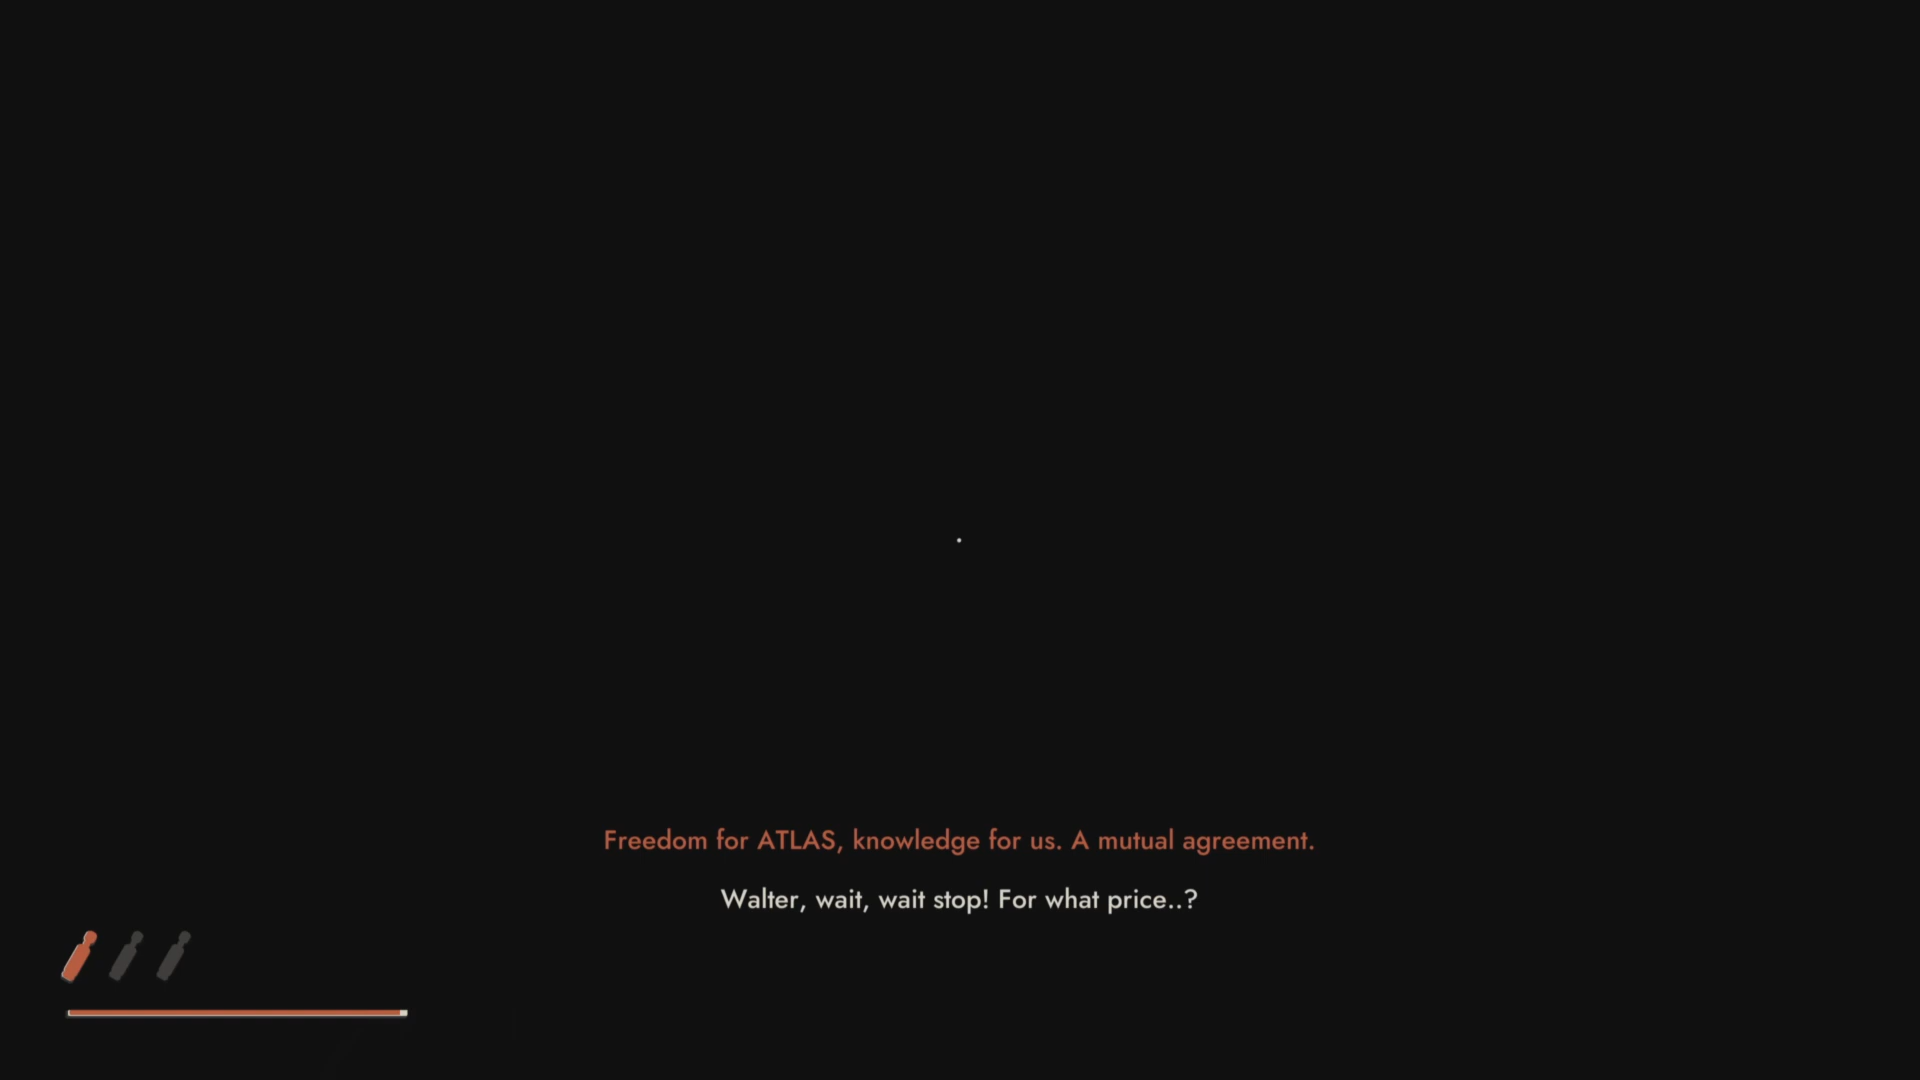 Freedom for ATLAS, knowledge for us. A mutual agreement.
Walter, wait, wait stop! For what price..?